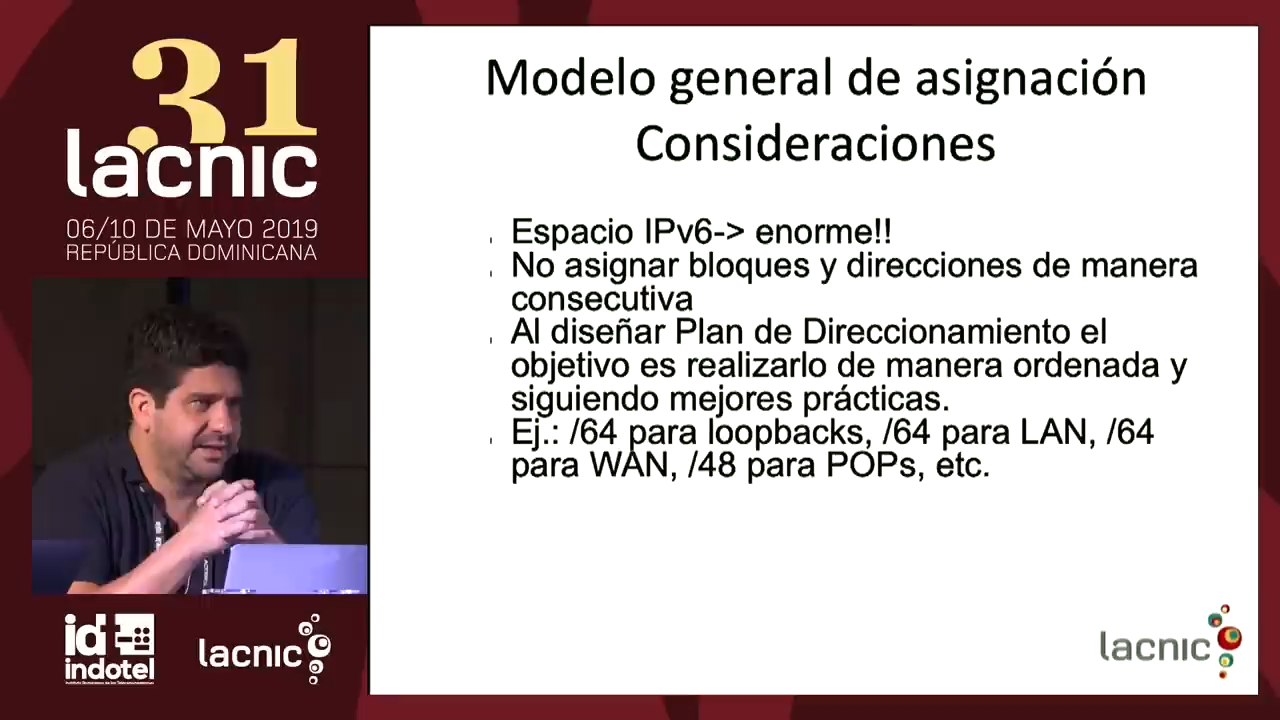 31
lacnic
06/10 DE MAYO 2019
REPÚBLICA DOMINICANA
Modelo general de asignación
Consideraciones
Espacio IPv6-> enorme!!
No asignar bloques y direcciones de manera
consecutiva
Al diseñar Plan de Direccionamiento el
objetivo es realizarlo de manera ordenada y
siguiendo mejores prácticas.
Ej.: /64 para loopbacks, /64 para LAN, /64
para WAN, /48 para POPs, etc.
id
indotel
lacnic
lacnic